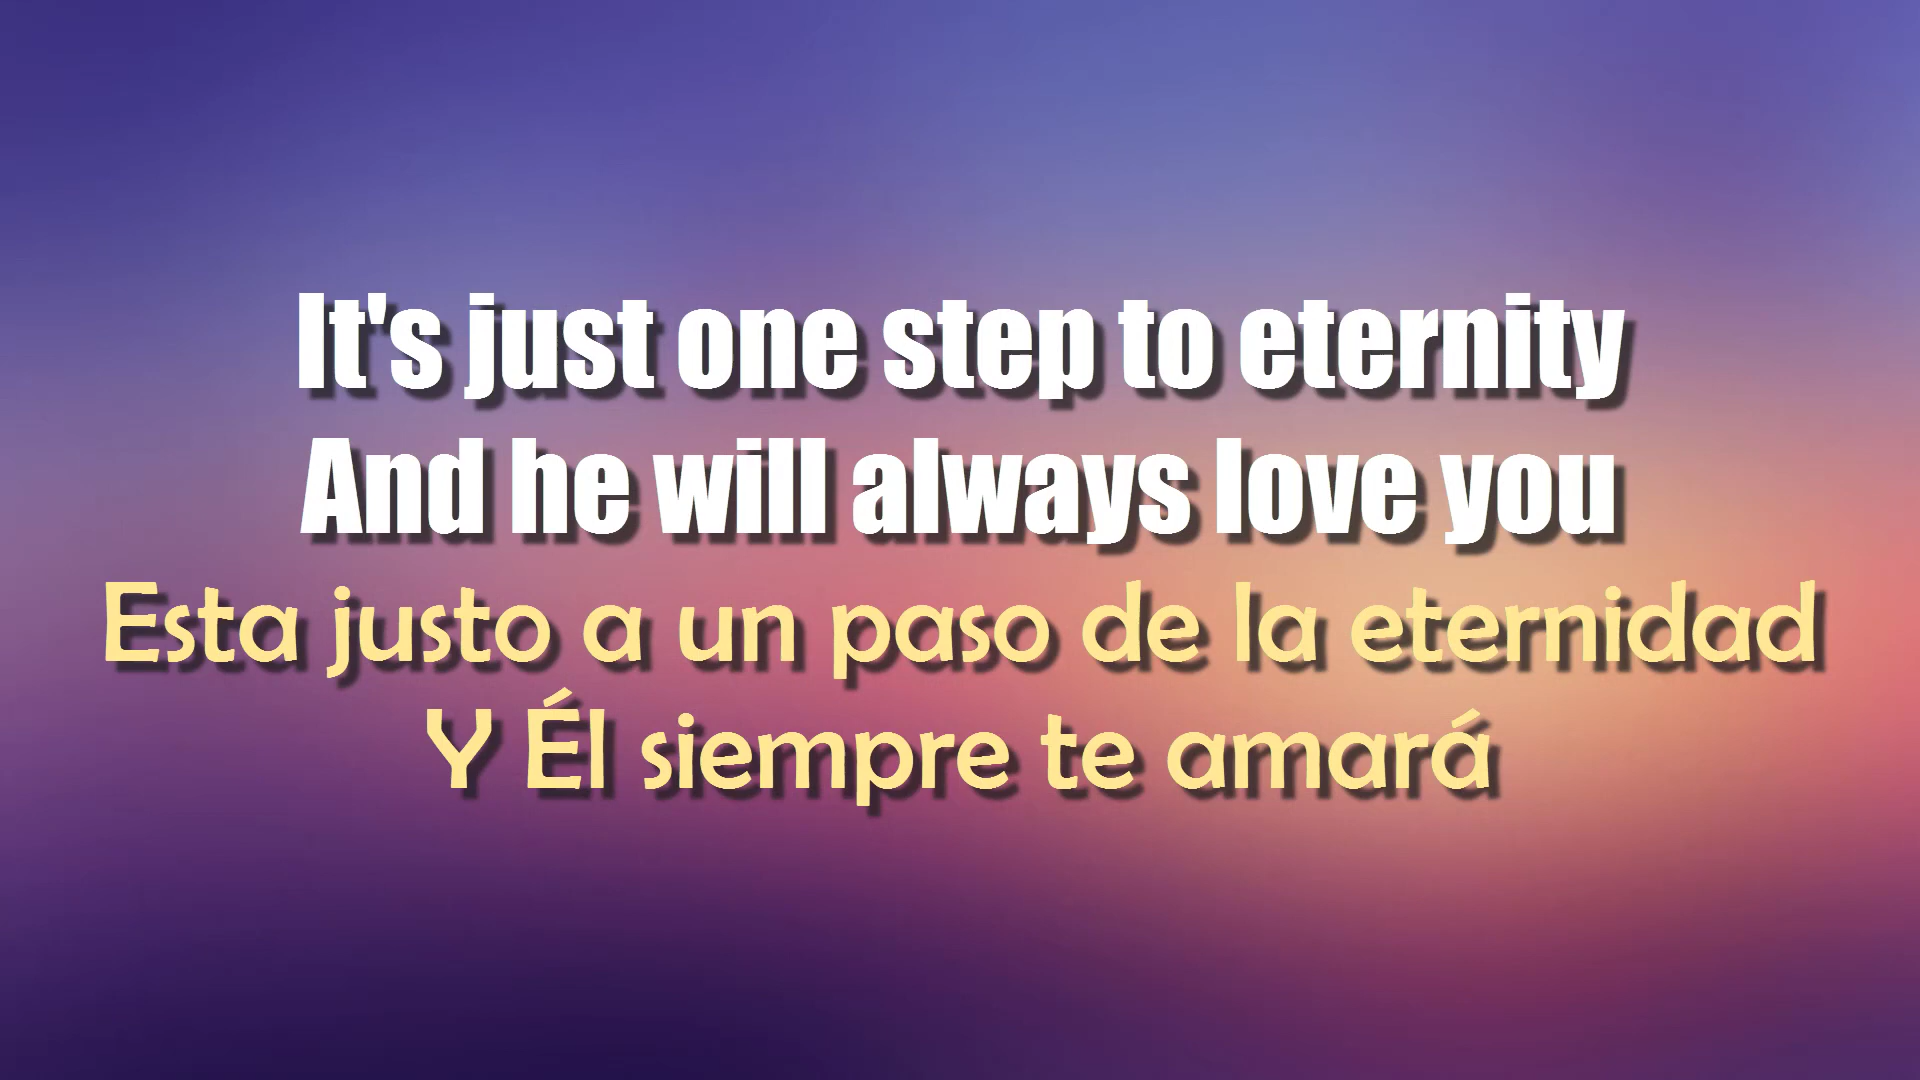 It's just one step to eternity
And he will always love you
Esta justo a un paso de la eternidad
Y Él siempre te amará